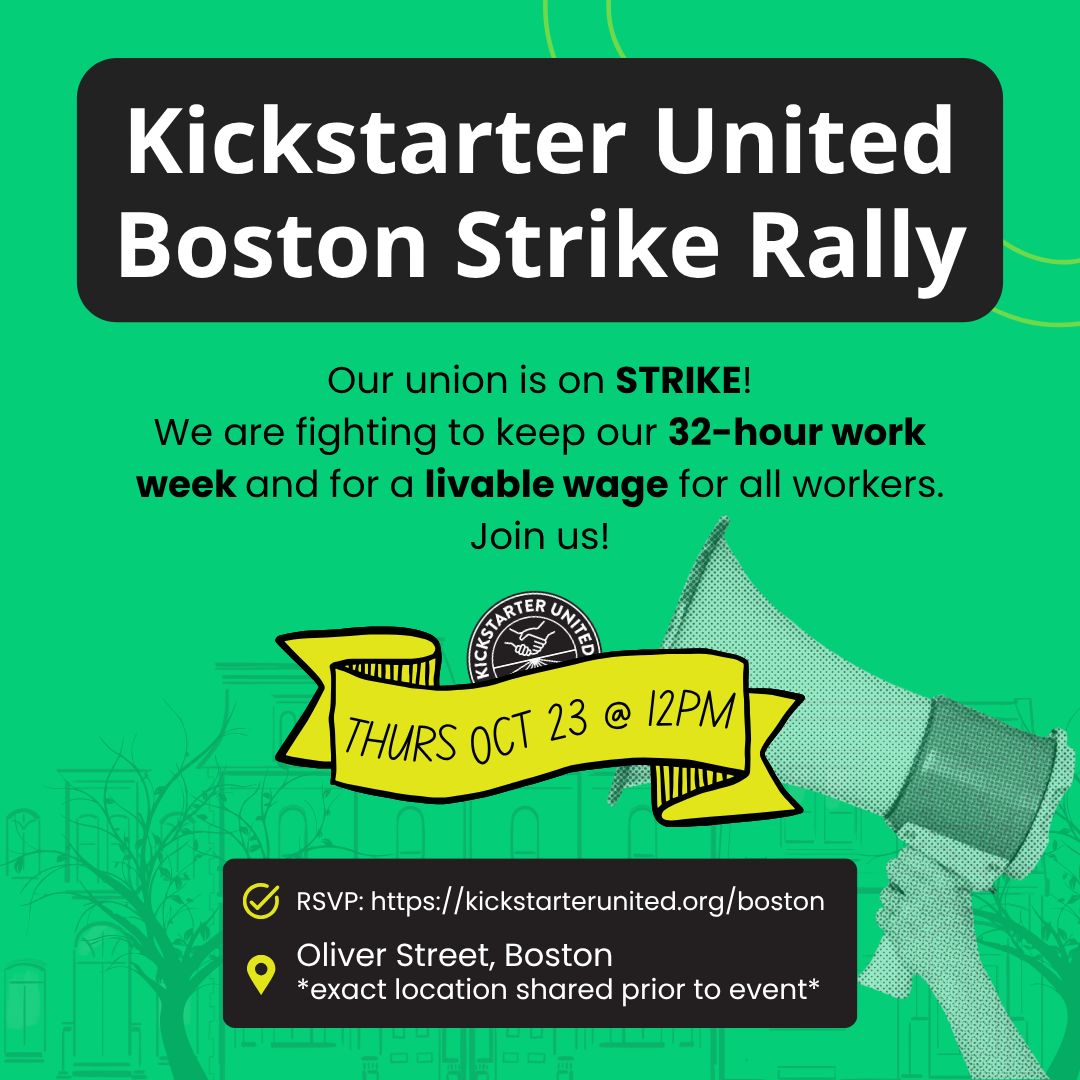 Kickstarter United
Boston Strike Rally
Our union is on STRIKE!
We are fighting to keep our 32-hour work
week and for a livable wage for all workers.
Join us!
KICKSTARTER UNITED
THURS OCT 23 @ 12PM
RSVP: https://kickstarterunited.org/boston
Oliver Street, Boston
*exact location shared prior to event*